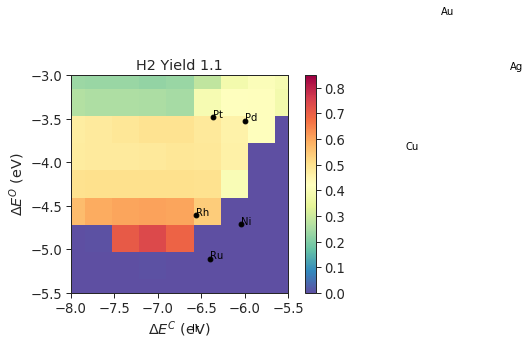 Au
H2 Yield 1.1
Ag
−3.0
−3.5
−4.0
−4.5
−5.0
−5.5
ΔE^O (eV)
Pt
Pd
Cu
Rh
Ni
Ru
0.8
0.7
0.6
0.5
0.4
0.3
0.2
0.1
0.0
−8.0 −7.5 −7.0 −6.5 −6.0 −5.5
ΔE^C (eV)
Ir